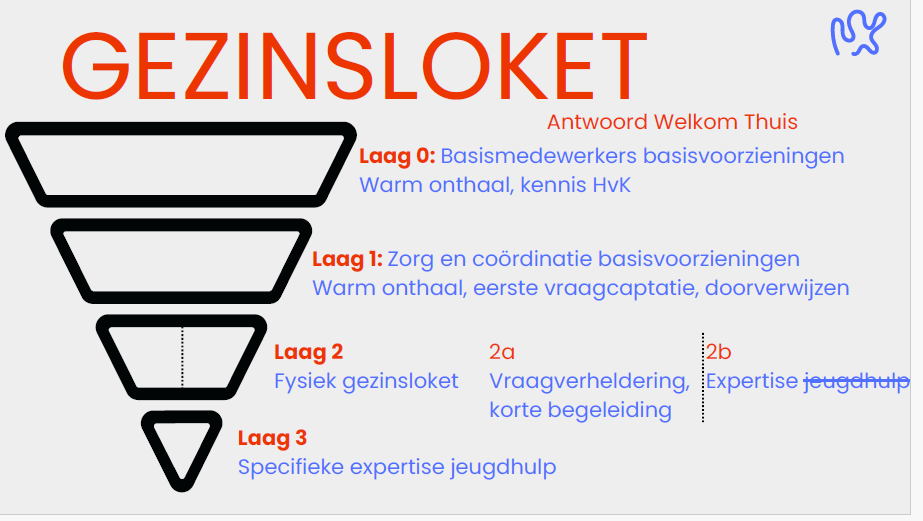 GEZINSLOKET
Antwoord Welkom Thuis
Laag 0: Basismedewerkers basisvoorzieningen
Warm onthaal, kennis HvK
Laag 1: Zorg en coördinatie basisvoorzieningen
Warm onthaal, eerste vraagcaptatie, doorverwijzen
Laag 2
Fysiek gezinsloket
2a
Vraagverheldering,
korte begeleiding
2b
Expertise jeugdhulp
Laag 3
Specifieke expertise jeugdhulp